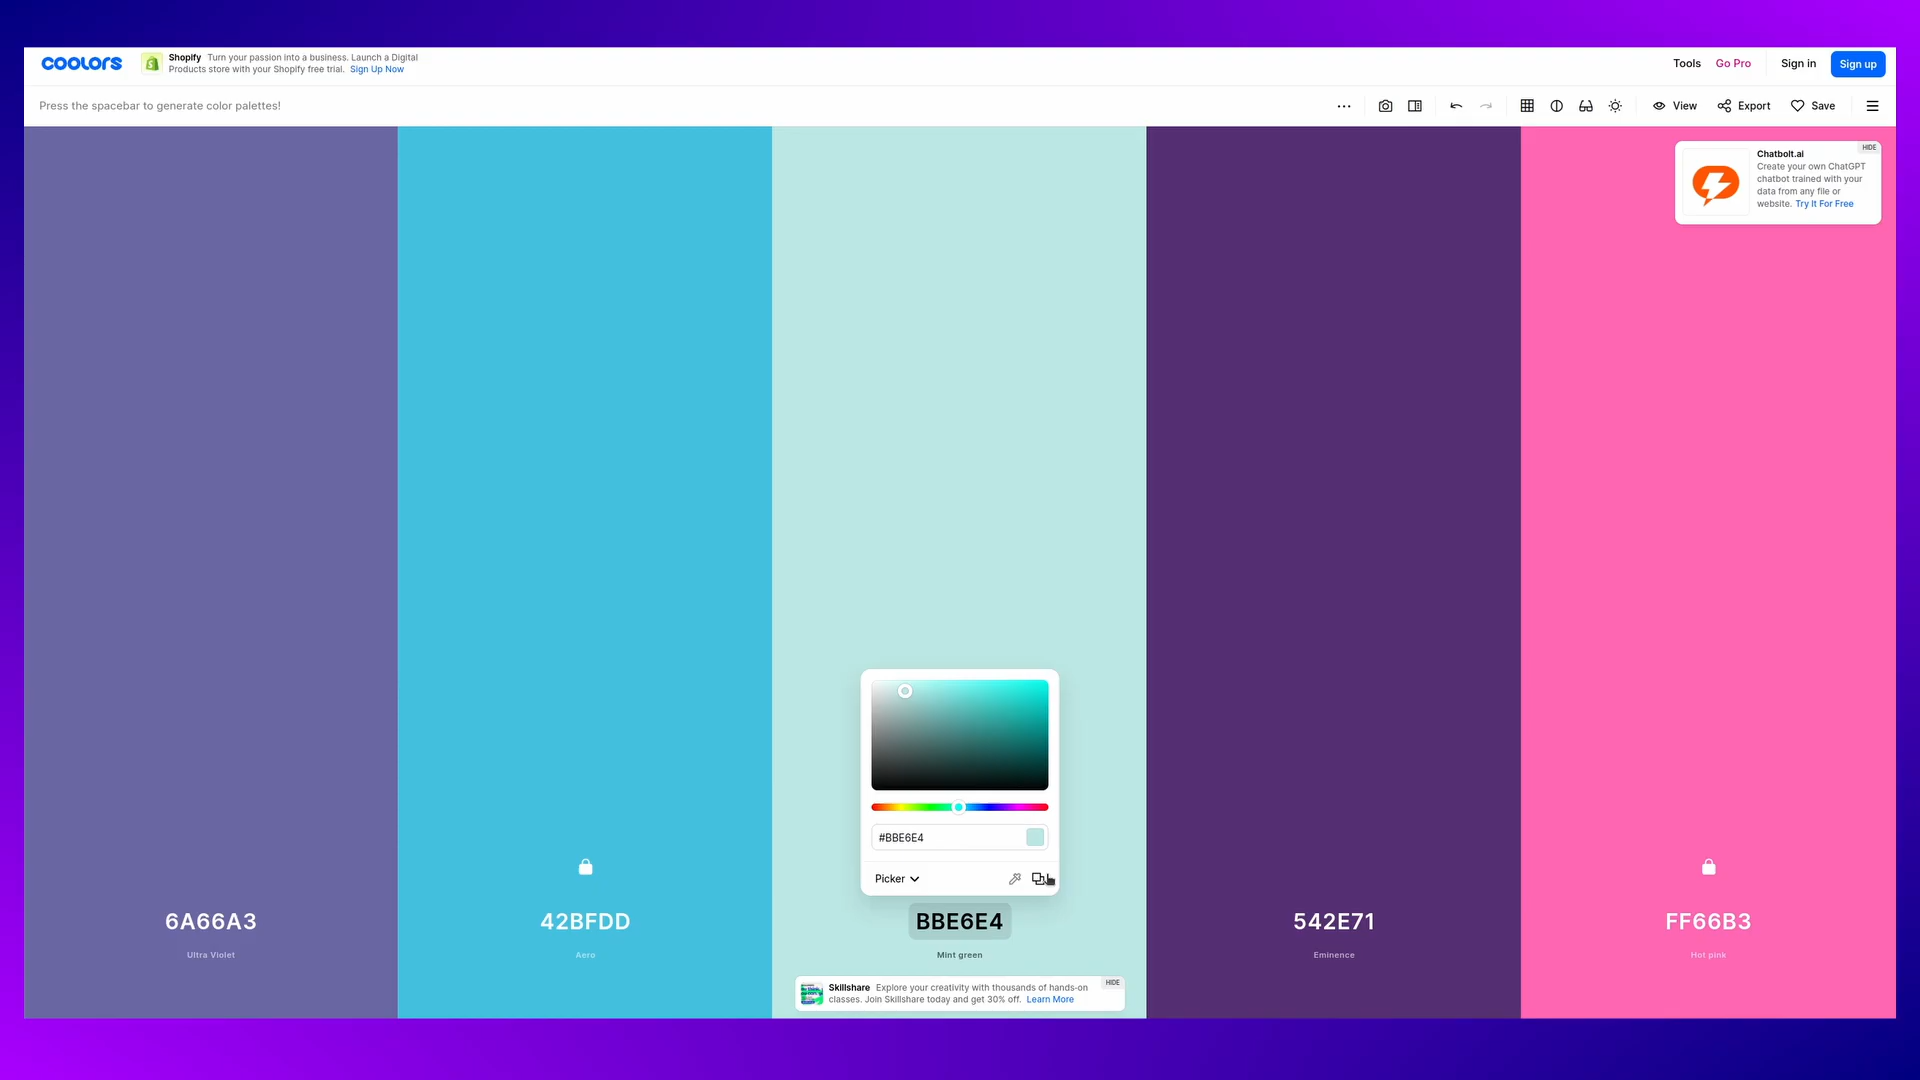 coolors
Shopify Turn your passion into a business. Launch a Digital
Products store with your Shopify free trial. Sign Up Now
Tools Go Pro Sign in Sign up
Press the spacebar to generate color palettes!
View Export Save
HIDE
Chatbolt.ai
Create your own ChatGPT
chatbot trained with your
data from any file or
website. Try It For Free
#BBE6E4
Picker
6A66A3 42BFDD BBE6E4 542E71 FF66B3
Ultra Violet Aero Mint green Eminence Hot pink
Skillshare Explore your creativity with thousands of hands-on HIDE
classes. Join Skillshare today and get 30% off. Learn More